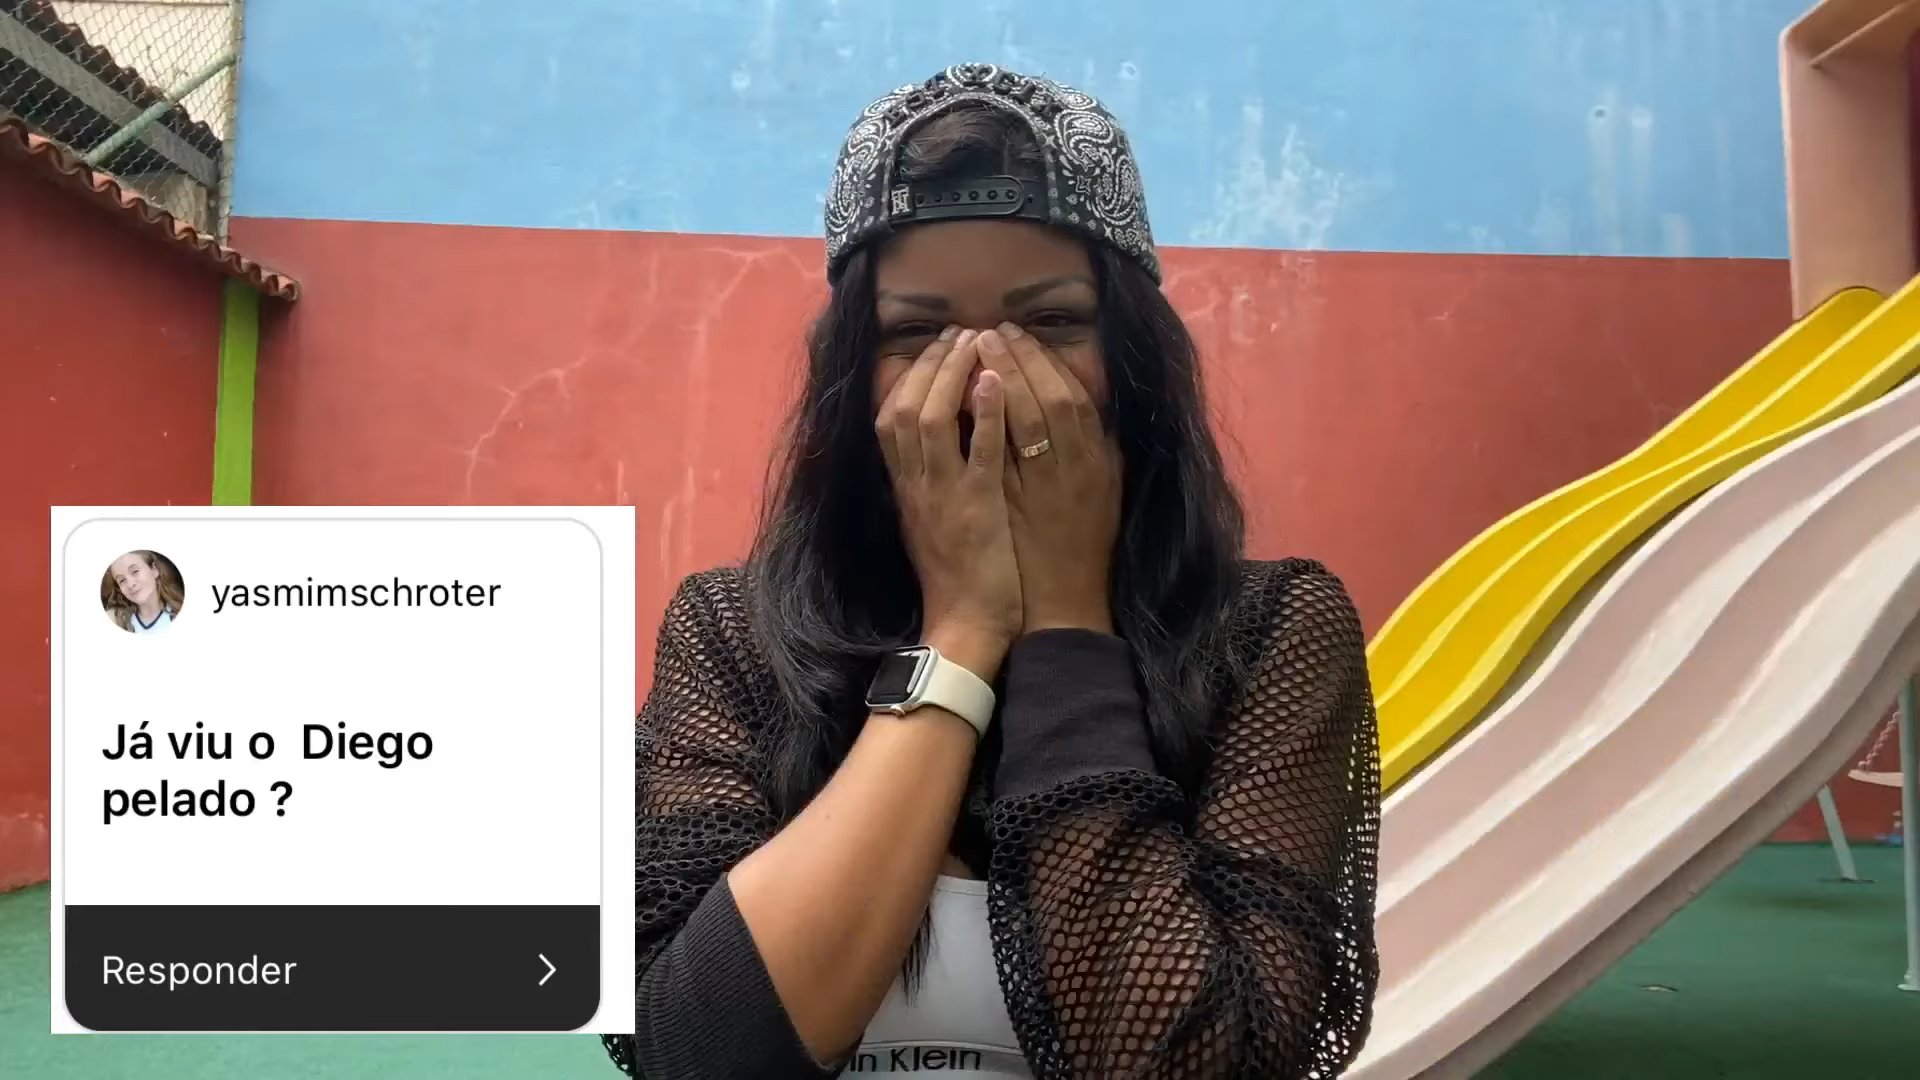 yasmimschroter
Já viu o  Diego
pelado ?
Responder
in Klein